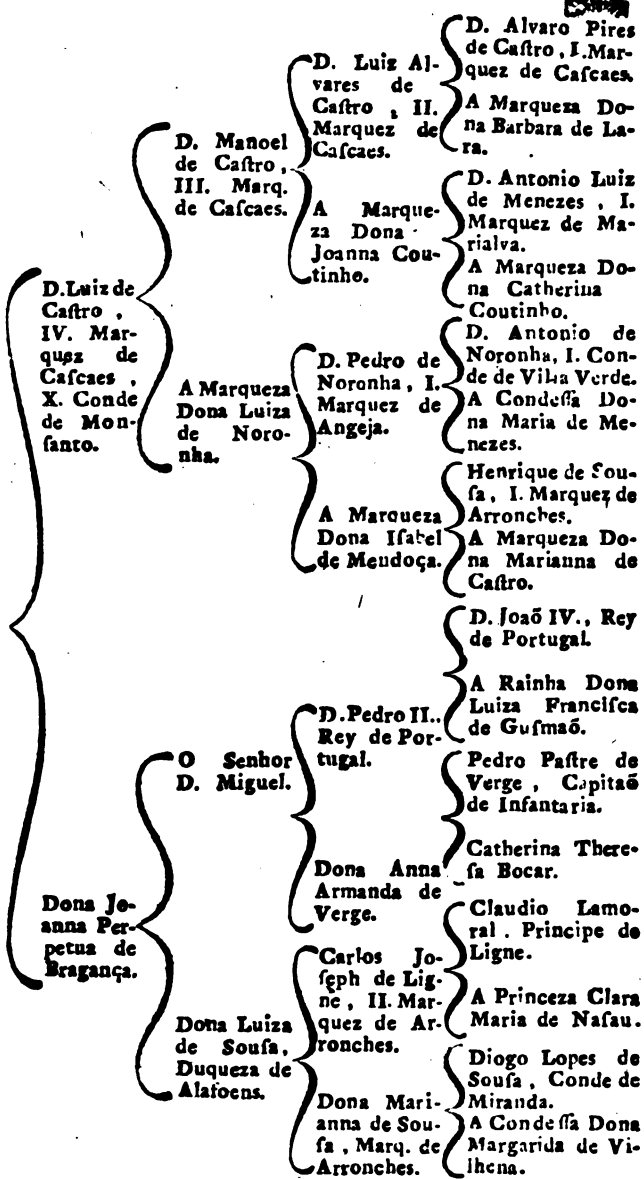 D. Luiz de
Caſtro ,
IV. Mar-
quez de
Caſcaes ,
X. Conde
de Mon-
ſanto.
Dona Jo-
anna Per-
petua de
Bragança.
D. Manoel
de Caſtro ,
III. Marq.
de Caſcaes.
A Marqueza
Dona Luiza
de Noro-
nha.
O Senhor
D. Miguel.
Dona Luiza
de Souſa,
Duqueza de
Alafoens.
D. Luiz Al-
vares de
Caſtro , II.
Marquez de
Caſcaes.
A Marque-
za Dona
Joanna Cou-
tinho.
D. Pedro de
Noronha, I.
Marquez de
Angeja.
A Marqueza
Dona Iſabel
de Mendoça.
D. Pedro II.,
Rey de Por-
tugal.
Dona Anna
Armanda de
Verge.
Carlos Jo-
ſeph de Lig-
ne , II. Mar-
quez de Ar-
ronches.
Dona Mari-
anna de Sou-
ſa , Marq. de
Arronches.
D. Alvaro Pires
de Caſtro , I. Mar-
quez de Caſcaes.
A Marqueza Do-
na Barbara de La-
ra.
D. Antonio Luiz
de Menezes , I.
Marquez de Ma-
rialva.
A Marqueza Do-
na Catherina
Coutinho.
D. Antonio de
Noronha, I. Con-
de de Villa Verde.
A Condeſſa Do-
na Maria de Me-
nezes.
Henrique de Sou-
ſa, I. Marquez de
Arronches.
A Marqueza Do-
na Marianna de
Caſtro.
D. Joaõ IV., Rey
de Portugal.
A Rainha Dona
Luiza Franciſca
de Guſmaõ.
Pedro Paſtre de
Verge , Capitaõ
de Infantaria.
Catherina There-
ſa Bocar.
Claudio Lamo-
ral . Principe de
Ligne.
A Princeza Clara
Maria de Naſau.
Diogo Lopes de
Souſa , Conde de
Miranda.
A Condeſſa Dona
Margarida de Vi-
lhena.